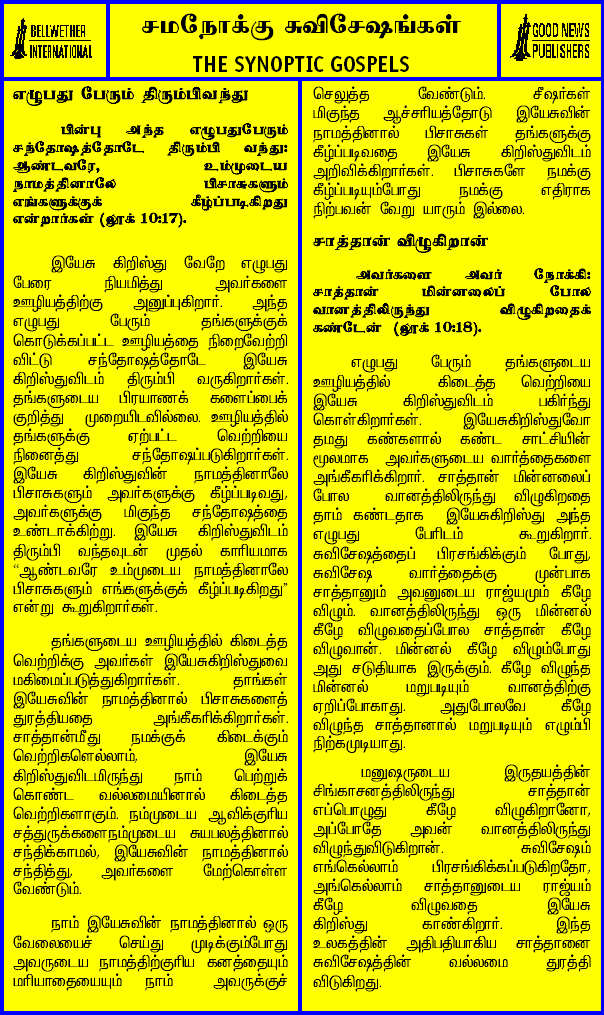 BELLWETHER
INTERNATIONAL
சமநோக்கு சுவிசேஷங்கள்
THE SYNOPTIC GOSPELS
GOOD NEWS
PUBLISHERS
எழுபது பேரும் திரும்பிவந்து
பின்பு அந்த எழுபதுபேரும்
சந்தோஷத்தோடே திரும்பி வந்து:
ஆண்டவரே, உம்முடைய
நாமத்தினாலே பிசாசுகளும்
எங்களுக்குக் கீழ்ப்படிகிறது
என்றார்கள் (லூக் 10:17).
இயேசு கிறிஸ்து வேறே எழுபது
பேரை நியமித்து அவர்களை
ஊழியத்திற்கு அனுப்புகிறார். அந்த
எழுபது பேரும் தங்களுக்குக்
கொடுக்கப்பட்ட ஊழியத்தை நிறைவேற்றி
விட்டு சந்தோஷத்தோடே இயேசு
கிறிஸ்துவிடம் திரும்பி வருகிறார்கள்.
தங்களுடைய பிரயாணக் களைப்பைக்
குறித்து முறையிடவில்லை. ஊழியத்தில்
தங்களுக்கு ஏற்பட்ட வெற்றியை
நினைத்து சந்தோஷப்படுகிறார்கள்.
இயேசு கிறிஸ்துவின் நாமத்தினாலே
பிசாசுகளும் அவர்களுக்கு கீழ்ப்படிவது,
அவர்களுக்கு மிகுந்த சந்தோஷத்தை
உண்டாக்கிற்று. இயேசு கிறிஸ்துவிடம்
திரும்பி வந்தவுடன் முதல் காரியமாக
“ஆண்டவரே உம்முடைய நாமத்தினாலே
பிசாசுகளும் எங்களுக்குக் கீழ்ப்படிகிறது”
என்று கூறுகிறார்கள்.
தங்களுடைய ஊழியத்தில் கிடைத்த
வெற்றிக்கு அவர்கள் இயேசுகிறிஸ்துவை
மகிமைப்படுத்துகிறார்கள். தாங்கள்
இயேசுவின் நாமத்தினால் பிசாசுகளைத்
துரத்தியதை அங்கீகரிக்கிறார்கள்.
சாத்தான்மீது நமக்குக் கிடைக்கும்
வெற்றிகளெல்லாம், இயேசு
கிறிஸ்துவிடமிருந்து நாம் பெற்றுக்
கொண்ட வல்லமையினால் கிடைத்த
வெற்றிகளாகும். நம்முடைய ஆவிக்குரிய
சத்துருக்களைநம்முடைய சுயபலத்தினால்
சந்திக்காமல், இயேசுவின் நாமத்தினால்
சந்தித்து, அவர்களை மேற்கொள்ள
வேண்டும்.
நாம் இயேசுவின் நாமத்தினால் ஒரு
வேலையைச் செய்து முடிக்கும்போது
அவருடைய நாமத்திற்குரிய கனத்தையும்
மரியாதையையும் நாம் அவருக்குச்
செலுத்த வேண்டும். சீஷர்கள்
மிகுந்த ஆச்சரியத்தோடு இயேசுவின்
நாமத்தினால் பிசாசுகள் தங்களுக்கு
கீழ்ப்படிவதை இயேசு கிறிஸ்துவிடம்
அறிவிக்கிறார்கள். பிசாசுகளே நமக்கு
கீழ்ப்படியும்போது நமக்கு எதிராக
நிற்பவன் வேறு யாரும் இல்லை.
சாத்தான் விழுகிறான்
அவர்களை அவர் நோக்கி:
சாத்தான் மின்னலைப் போல
வானத்திலிருந்து விழுகிறதைக்
கண்டேன் (லூக் 10:18).
எழுபது பேரும் தங்களுடைய
ஊழியத்தில் கிடைத்த வெற்றியை
இயேசு கிறிஸ்துவிடம் பகிர்ந்து
கொள்கிறார்கள். இயேசுகிறிஸ்துவோ
தமது கண்களால் கண்ட சாட்சியின்
மூலமாக அவர்களுடைய வார்த்தைகளை
அங்கீகரிக்கிறார். சாத்தான் மின்னலைப்
போல வானத்திலிருந்து விழுகிறதை
தாம் கண்டதாக இயேசுகிறிஸ்து அந்த
எழுபது பேரிடம் கூறுகிறார்.
சுவிசேஷத்தைப் பிரசங்கிக்கும் போது,
சுவிசேஷ வார்த்தைக்கு முன்பாக
சாத்தானும் அவனுடைய ராஜ்யமும் கீழே
விழும். வானத்திலிருந்து ஒரு மின்னல்
கீழே விழுவதைப்போல சாத்தான் கீழே
விழுவான். மின்னல் கீழே விழும்போது
அது சடுதியாக இருக்கும். கீழே விழுந்த
மின்னல் மறுபடியும் வானத்திற்கு
ஏறிப்போகாது. அதுபோலவே கீழே
விழுந்த சாத்தானால் மறுபடியும் எழும்பி
நிற்கமுடியாது.
மனுஷருடைய இருதயத்தின்
சிங்காசனத்திலிருந்து சாத்தான்
எப்பொழுது கீழே விழுகிறானோ,
அப்போதே அவன் வானத்திலிருந்து
விழுந்துவிடுகிறான். சுவிசேஷம்
எங்கெல்லாம் பிரசங்கிக்கப்படுகிறதோ,
அங்கெல்லாம் சாத்தானுடைய ராஜ்யம்
கீழே விழுவதை இயேசு
கிறிஸ்து காண்கிறார். இந்த
உலகத்தின் அதிபதியாகிய சாத்தானை
சுவிசேஷத்தின் வல்லமை துரத்தி
விடுகிறது.